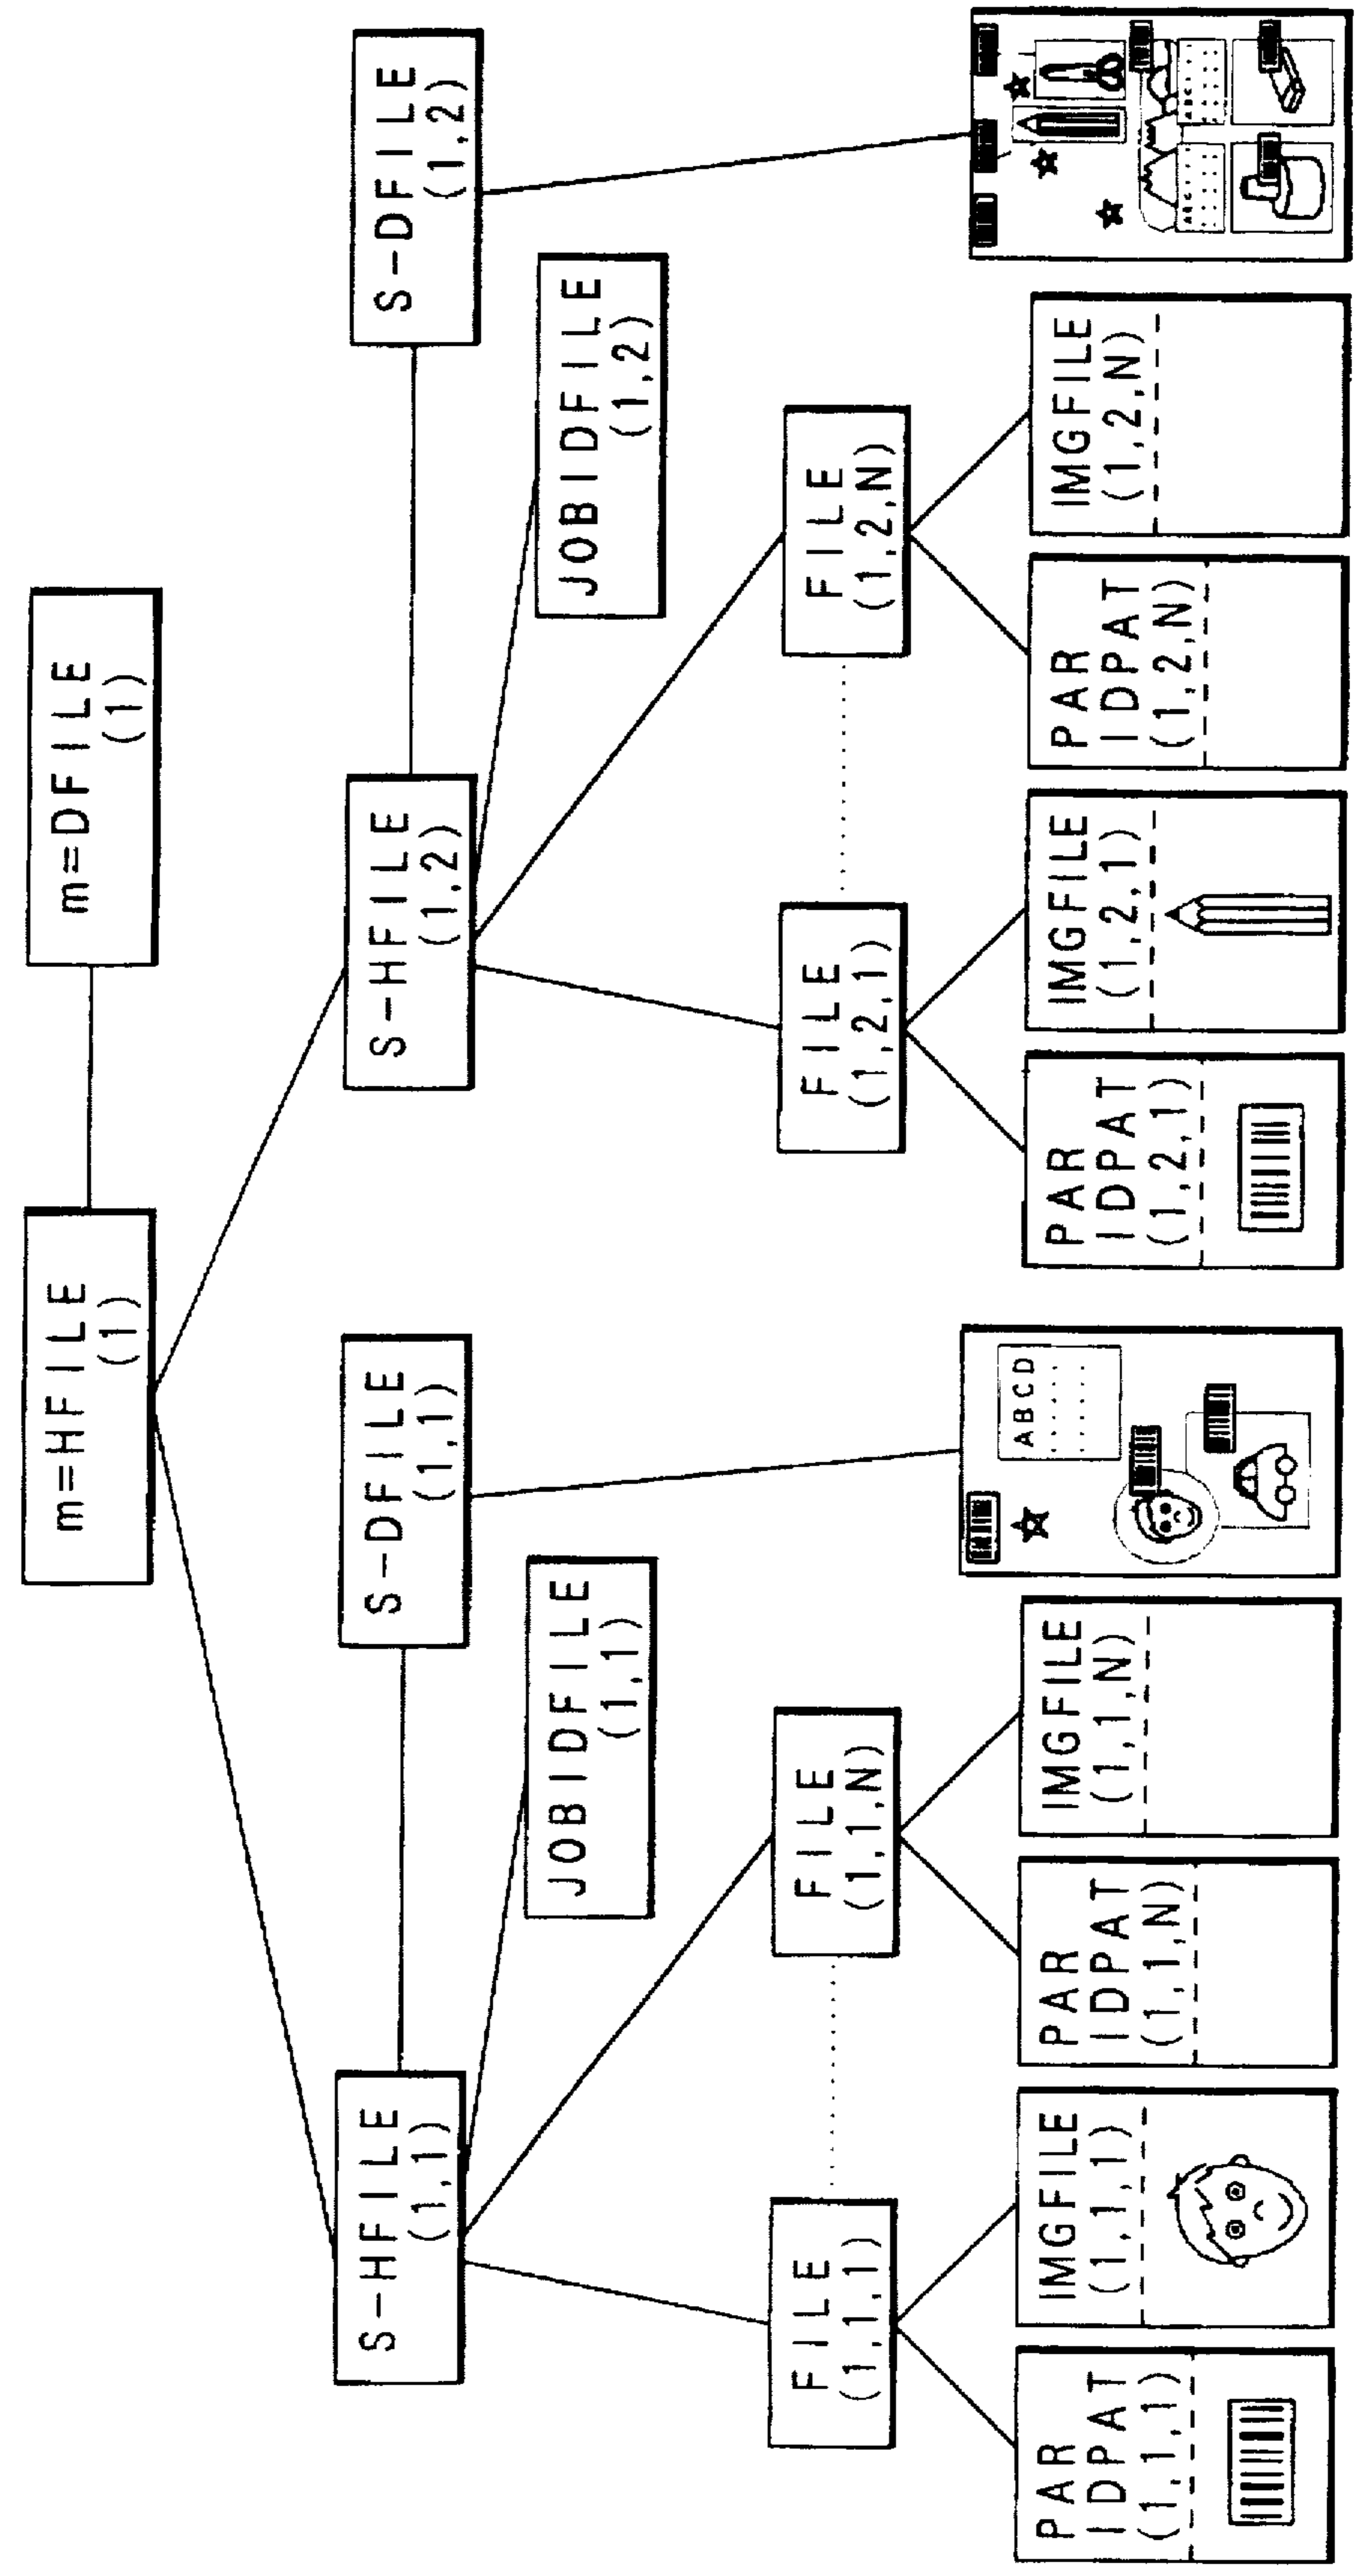 m=HFILE
(1)
m=DFILE
(1)
S-HFILE
(1,1)
S-DFILE
(1,1)
S-HFILE
(1,2)
S-DFILE
(1,2)
JOBIDFILE
(1,1)
JOBIDFILE
(1,2)
FILE
(1,1,1)
FILE
(1,1,N)
FILE
(1,2,1)
FILE
(1,2,N)
PAR
IDPAT
(1,1,1)
IMGFILE
(1,1,1)
PAR
IDPAT
(1,1,N)
IMGFILE
(1,1,N)
ABCD
PAR
IDPAT
(1,2,1)
IMGFILE
(1,2,1)
PAR
IDPAT
(1,2,N)
IMGFILE
(1,2,N)
ABC
ABC